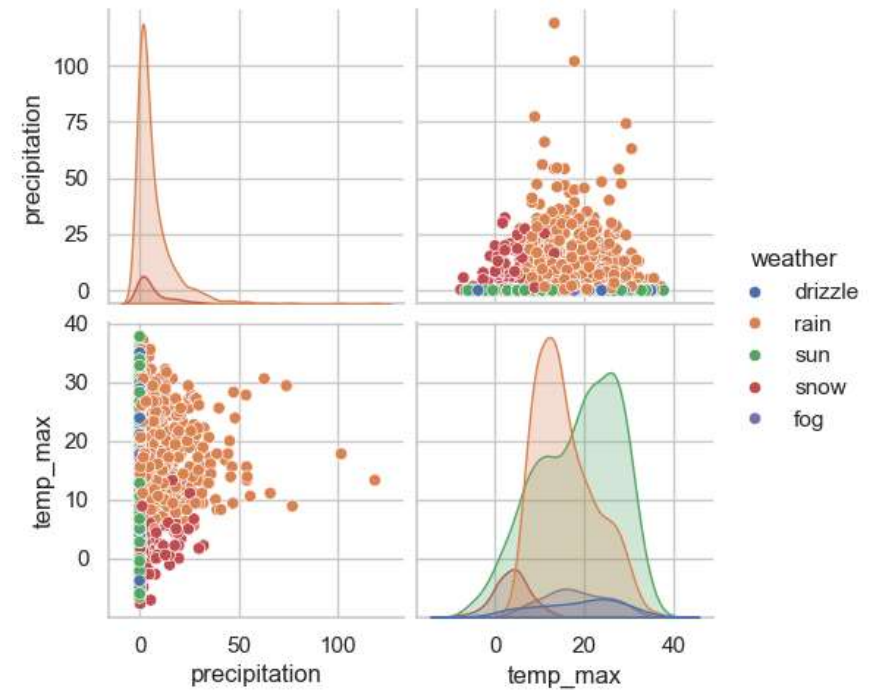 precipitation
100
75
50
25
0
temp_max
40
30
20
10
0
0 50 100
precipitation
0 20 40
temp_max
weather
drizzle
rain
sun
snow
fog